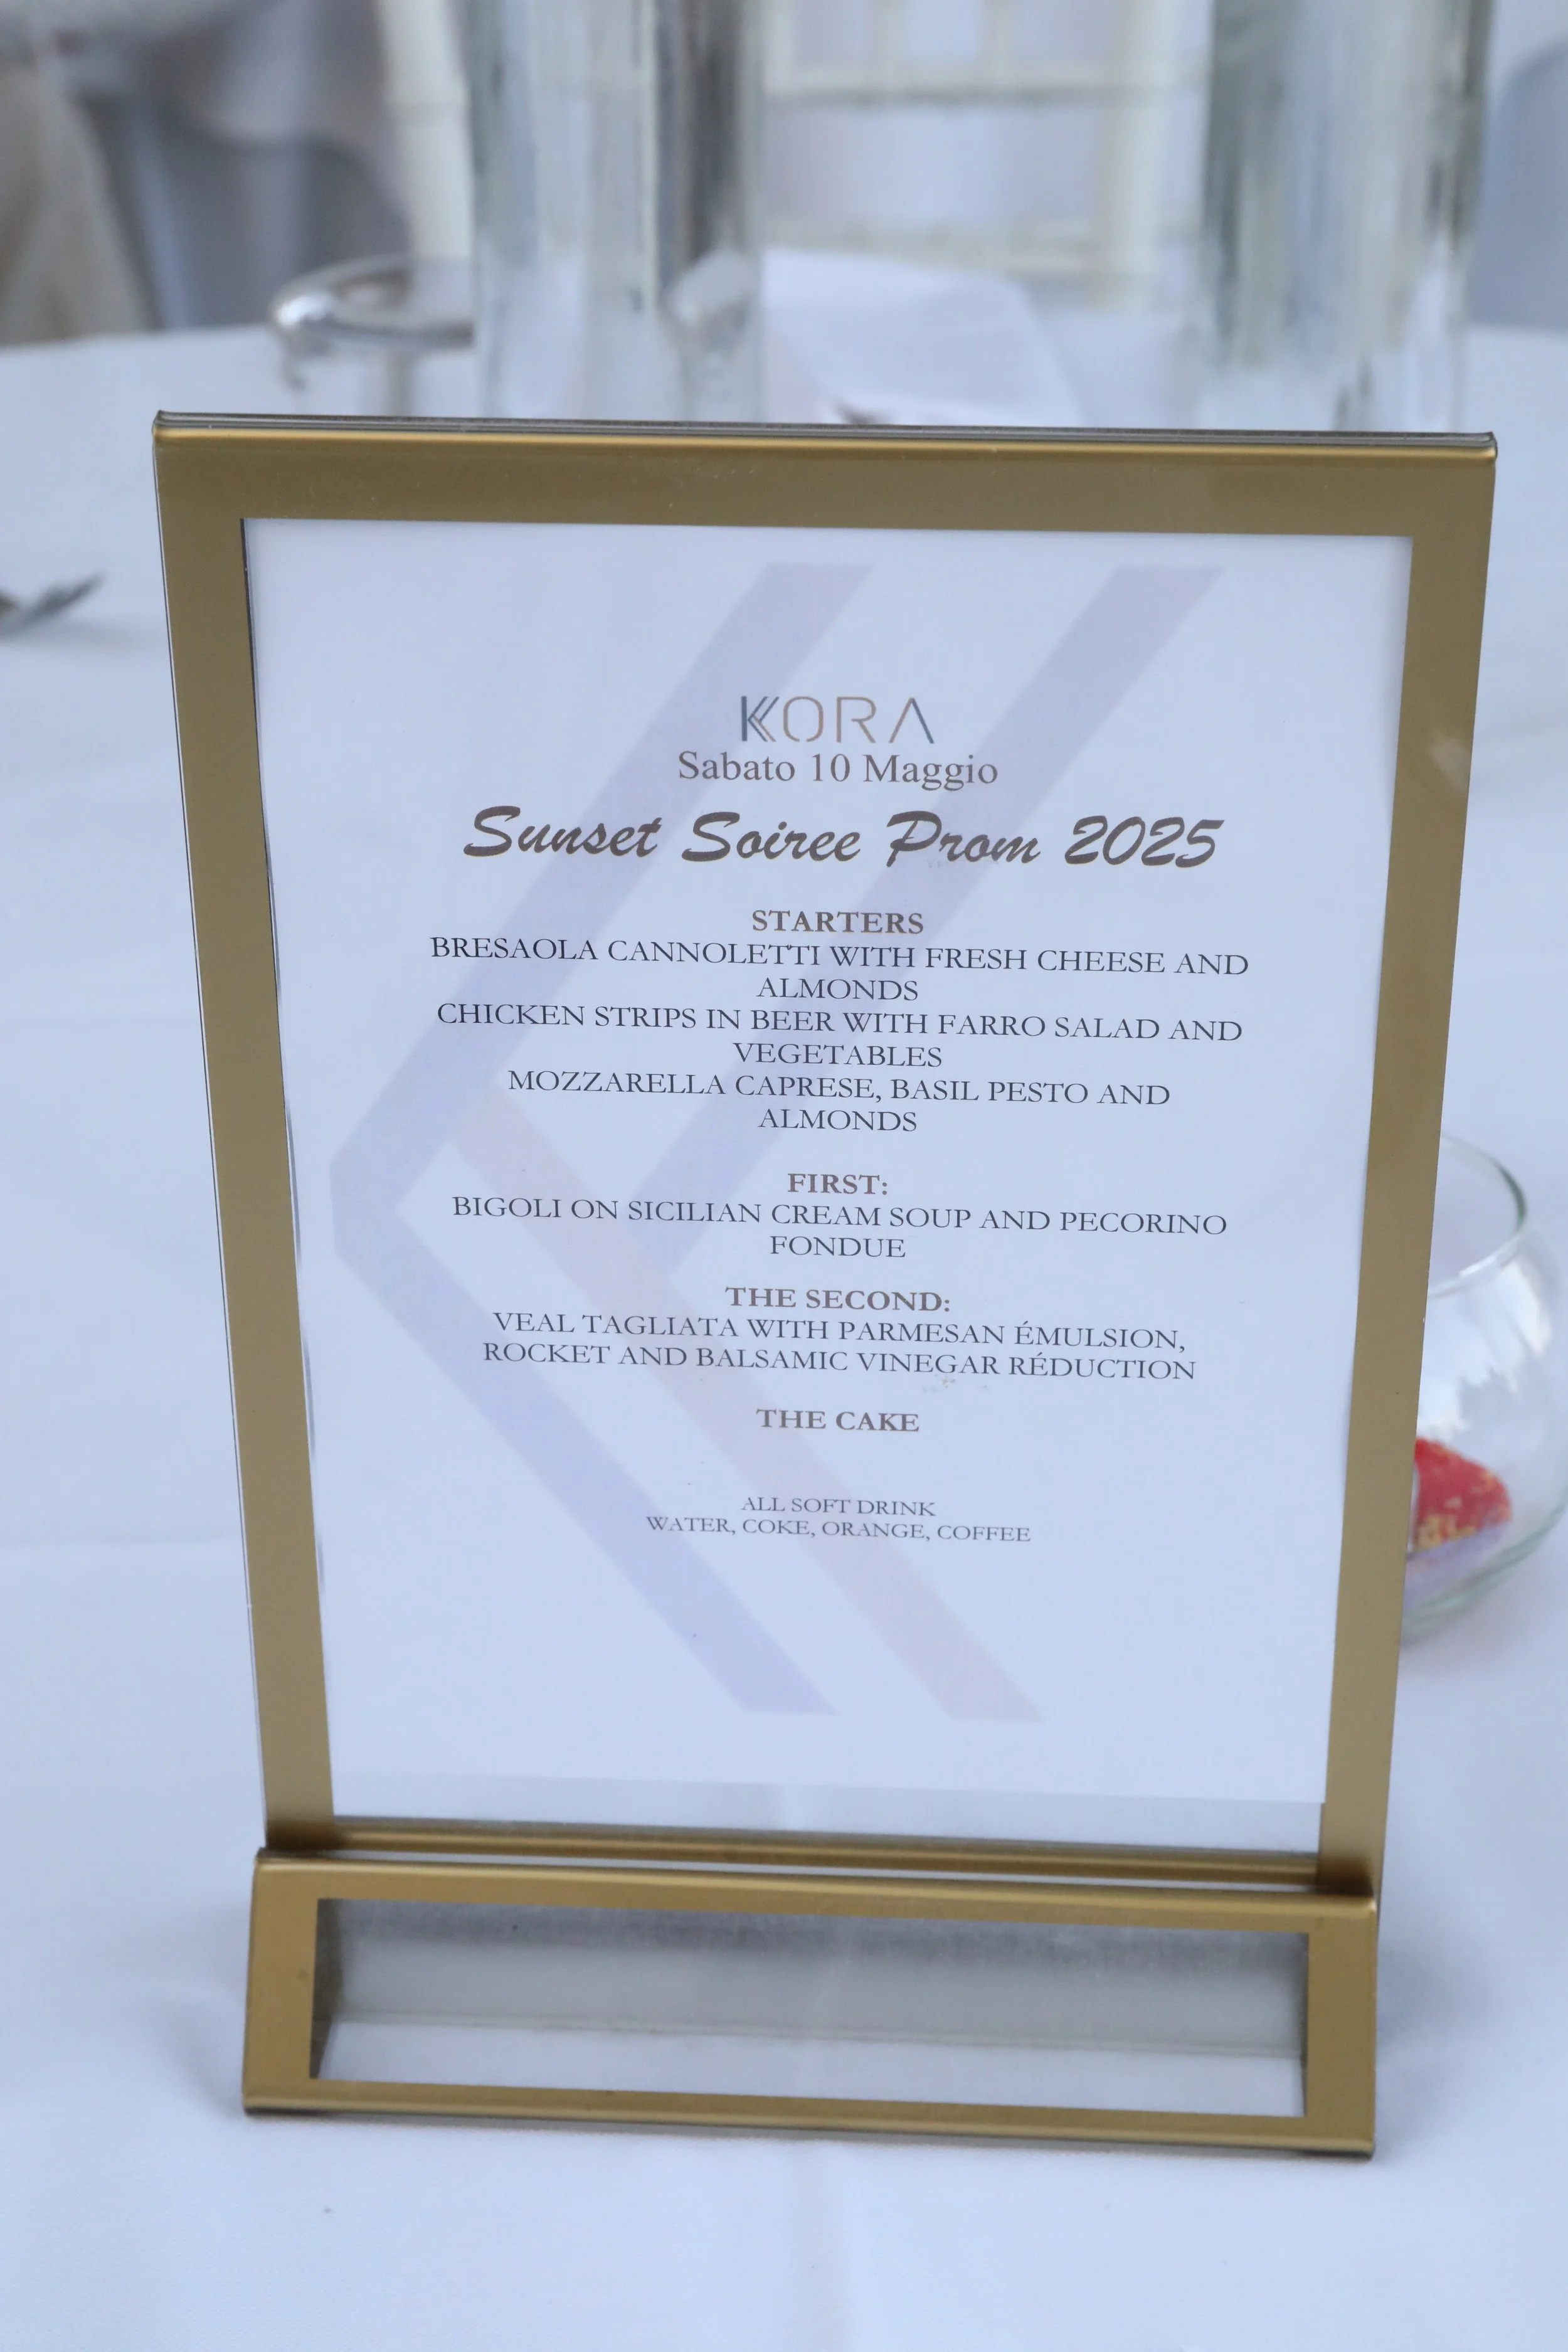 KORA
Sabato 10 Maggio
Sunset Soiree Prom 2025
STARTERS
BRESAOLA CANNOLETTI WITH FRESH CHEESE AND
ALMONDS
CHICKEN STRIPS IN BEER WITH FARRO SALAD AND
VEGETABLES
MOZZARELLA CAPRESE, BASIL PESTO AND
ALMONDS
FIRST:
BIGOLI ON SICILIAN CREAM SOUP AND PECORINO
FONDUE
THE SECOND:
VEAL TAGLIATA WITH PARMESAN ÉMULSION,
ROCKET AND BALSAMIC VINEGAR RÉDUCTION
THE CAKE
ALL SOFT DRINK
WATER, COKE, ORANGE, COFFEE